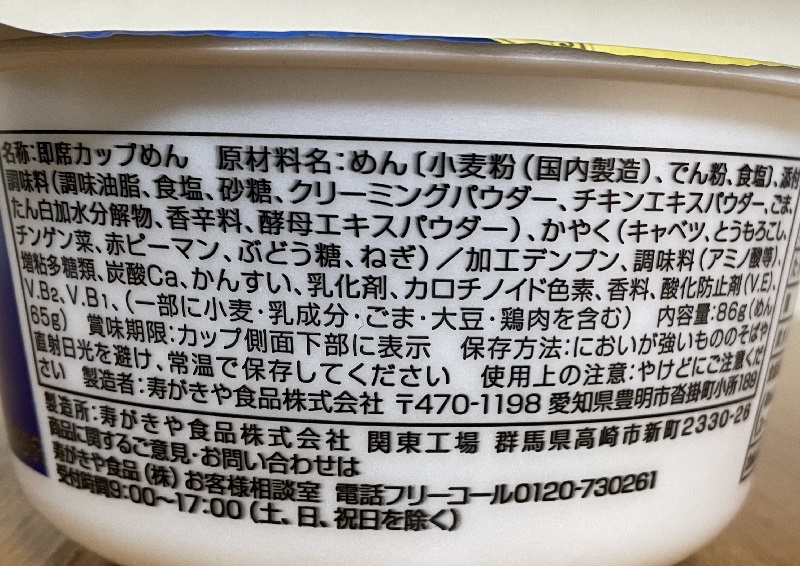 名称:即席カップめん 原材料名:めん〔小麦粉(国内製造)、でん粉、食塩〕、添付
調味料(調味油脂、食塩、砂糖、クリーミングパウダー、チキンエキスパウダー、ごま、
たん白加水分解物、香辛料、酵母エキスパウダー)、かやく(キャベツ、とうもろこし、
チンゲン菜、赤ピーマン、ぶどう糖、ねぎ)/加工デンプン、調味料(アミノ酸等)、
増粘多糖類、炭酸Ca、かんすい、乳化剤、カロチノイド色素、香料、酸化防止剤(V.E)、
V.B₂、V.B₁、(一部に小麦・乳成分・ごま・大豆・鶏肉を含む) 内容量:86g(めん
65g) 賞味期限:カップ側面下部に表示 保存方法:においが強いもののそばや
直射日光を避け、常温で保存してください 使用上の注意:やけどにご注意くだ
さい 製造者:寿がきや食品株式会社 〒470-1198 愛知県豊明市沓掛町小所189
製造所:寿がきや食品株式会社 関東工場 群馬県高崎市新町2330-26
商品に関するご意見・お問い合わせは
寿がきや食品(株)お客様相談室 電話フリーコール0120-730261
受付時間9:00〜17:00(土、日、祝日を除く)